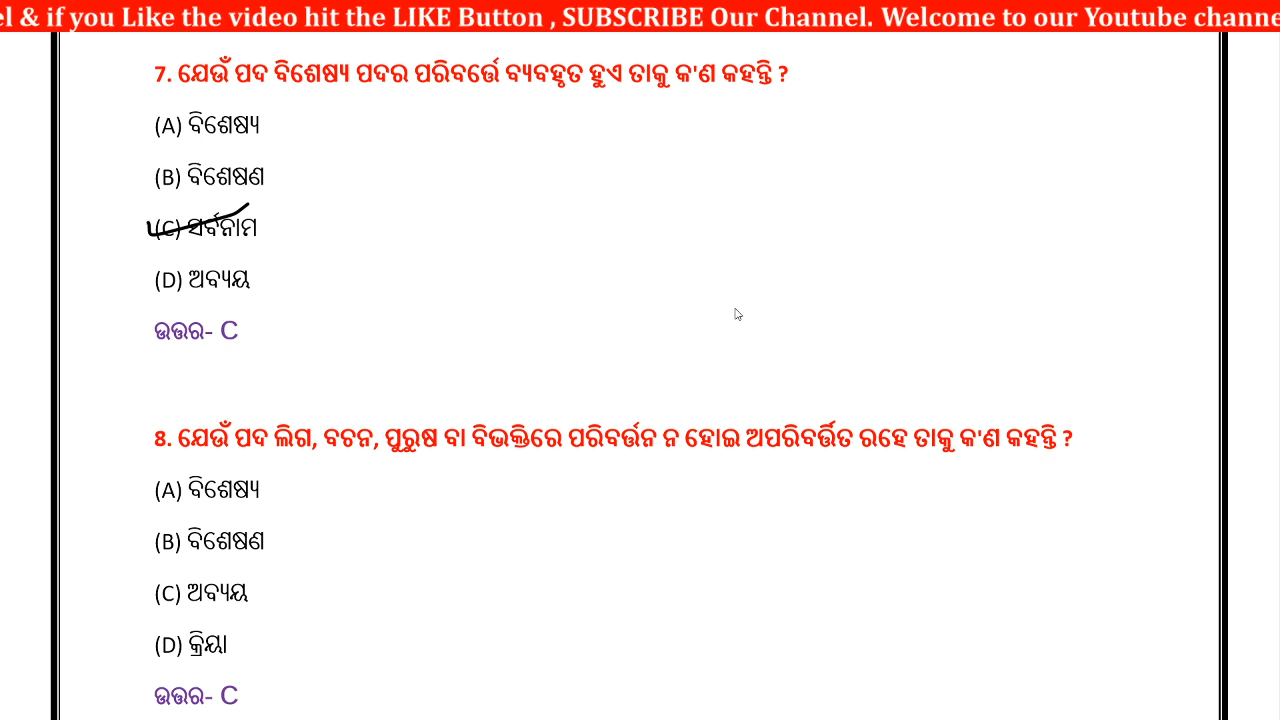 el & if you Like the video hit the LIKE Button , SUBSCRIBE Our Channel. Welcome to our Youtube channe
7. ଯେଉଁ ପଦ ବିଶେଷ୍ୟ ପଦର ପରିବର୍ତ୍ତେ ବ୍ୟବହୃତ ହୁଏ ତାକୁ କ'ଣ କହନ୍ତି ?
(A) ବିଶେଷ୍ୟ
(B) ବିଶେଷଣ
(C) ସର୍ବନାମ
(D) ଅବ୍ୟୟ
ଉତ୍ତର- C
8. ଯେଉଁ ପଦ ଲିଗ, ବଚନ, ପୁରୁଷ ବା ବିଭକ୍ତିରେ ପରିବର୍ତ୍ତନ ନ ହୋଇ ଅପରିବର୍ତ୍ତିତ ରହେ ତାକୁ କ'ଣ କହନ୍ତି ?
(A) ବିଶେଷ୍ୟ
(B) ବିଶେଷଣ
(C) ଅବ୍ୟୟ
(D) କ୍ରିୟା
ଉତ୍ତର- C